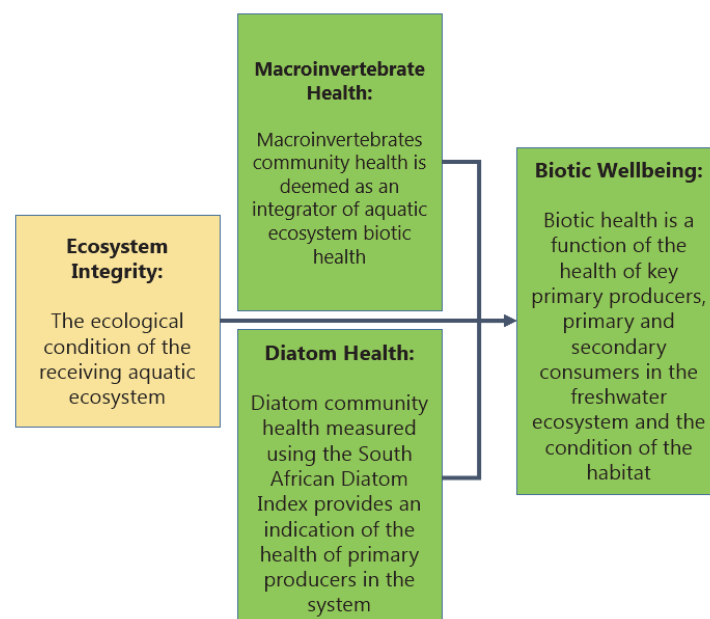 Macroinvertebrate
Health:
Macroinvertebrates
community health is
deemed as an
integrator of aquatic
ecosystem biotic
health
Ecosystem
Integrity:
The ecological
condition of the
receiving aquatic
ecosystem
Diatom Health:
Diatom community
health measured
using the South
African Diatom
Index provides an
indication of the
health of primary
producers in the
system
Biotic Wellbeing:
Biotic health is a
function of the
health of key
primary producers,
primary and
secondary
consumers in the
freshwater
ecosystem and the
condition of the
habitat